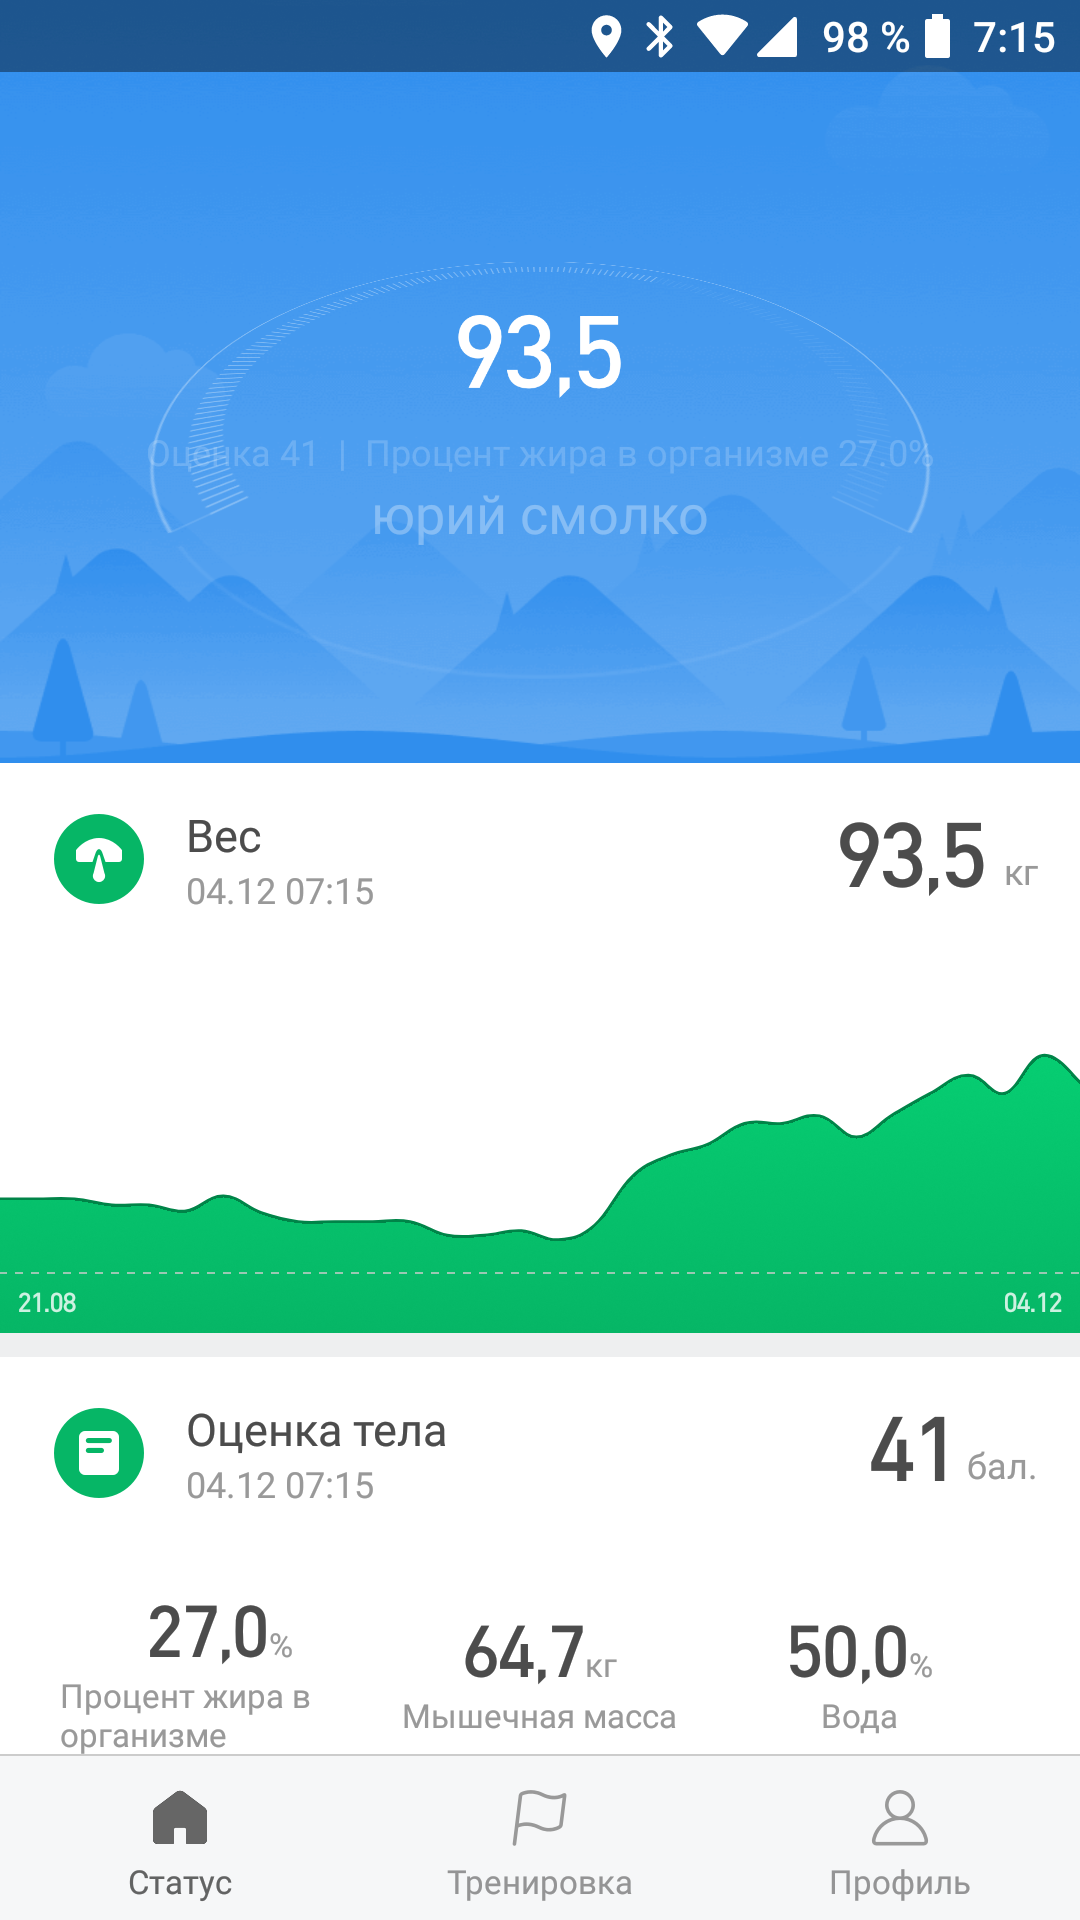 98 % 7:15
93,5
Оценка 41 | Процент жира в организме 27.0%
юрий смолко
Вес
93,5 кг
04.12 07:15
21.08
04.12
Оценка тела
41 бал.
04.12 07:15
27,0%
64,7кг
50,0%
Процент жира в
организме
Мышечная масса
Вода
Статус
Тренировка
Профиль